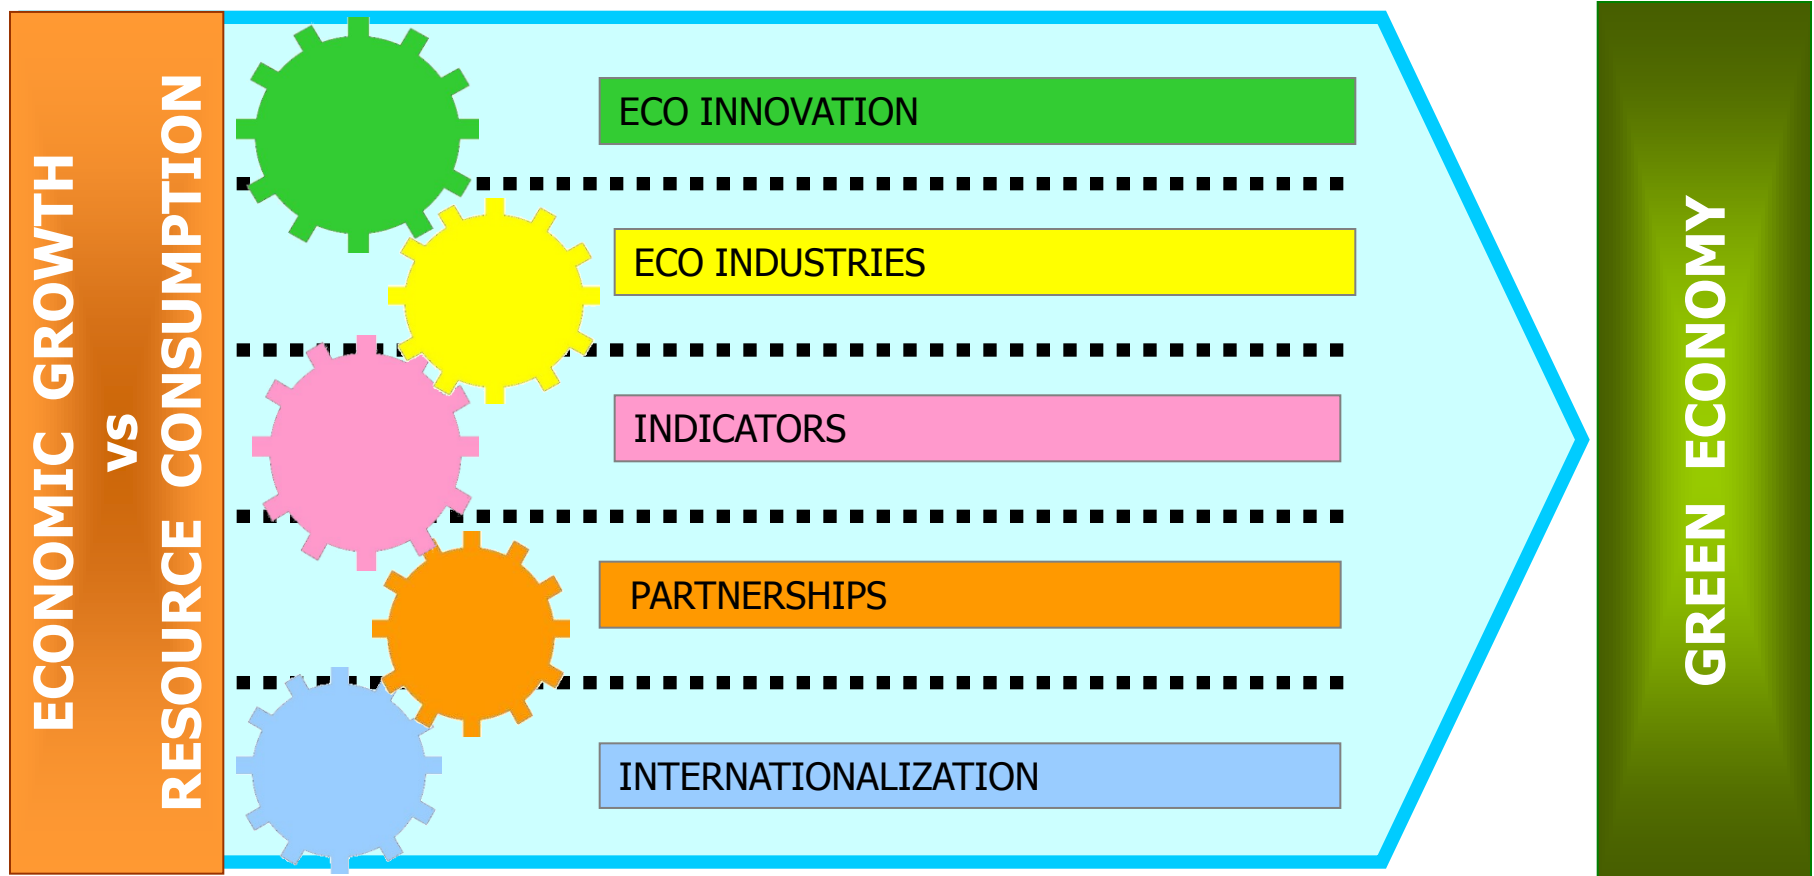 ECONOMIC GROWTH
vs
RESOURCE CONSUMPTION
ECO INNOVATION
ECO INDUSTRIES
INDICATORS
PARTNERSHIPS
INTERNATIONALIZATION
GREEN ECONOMY